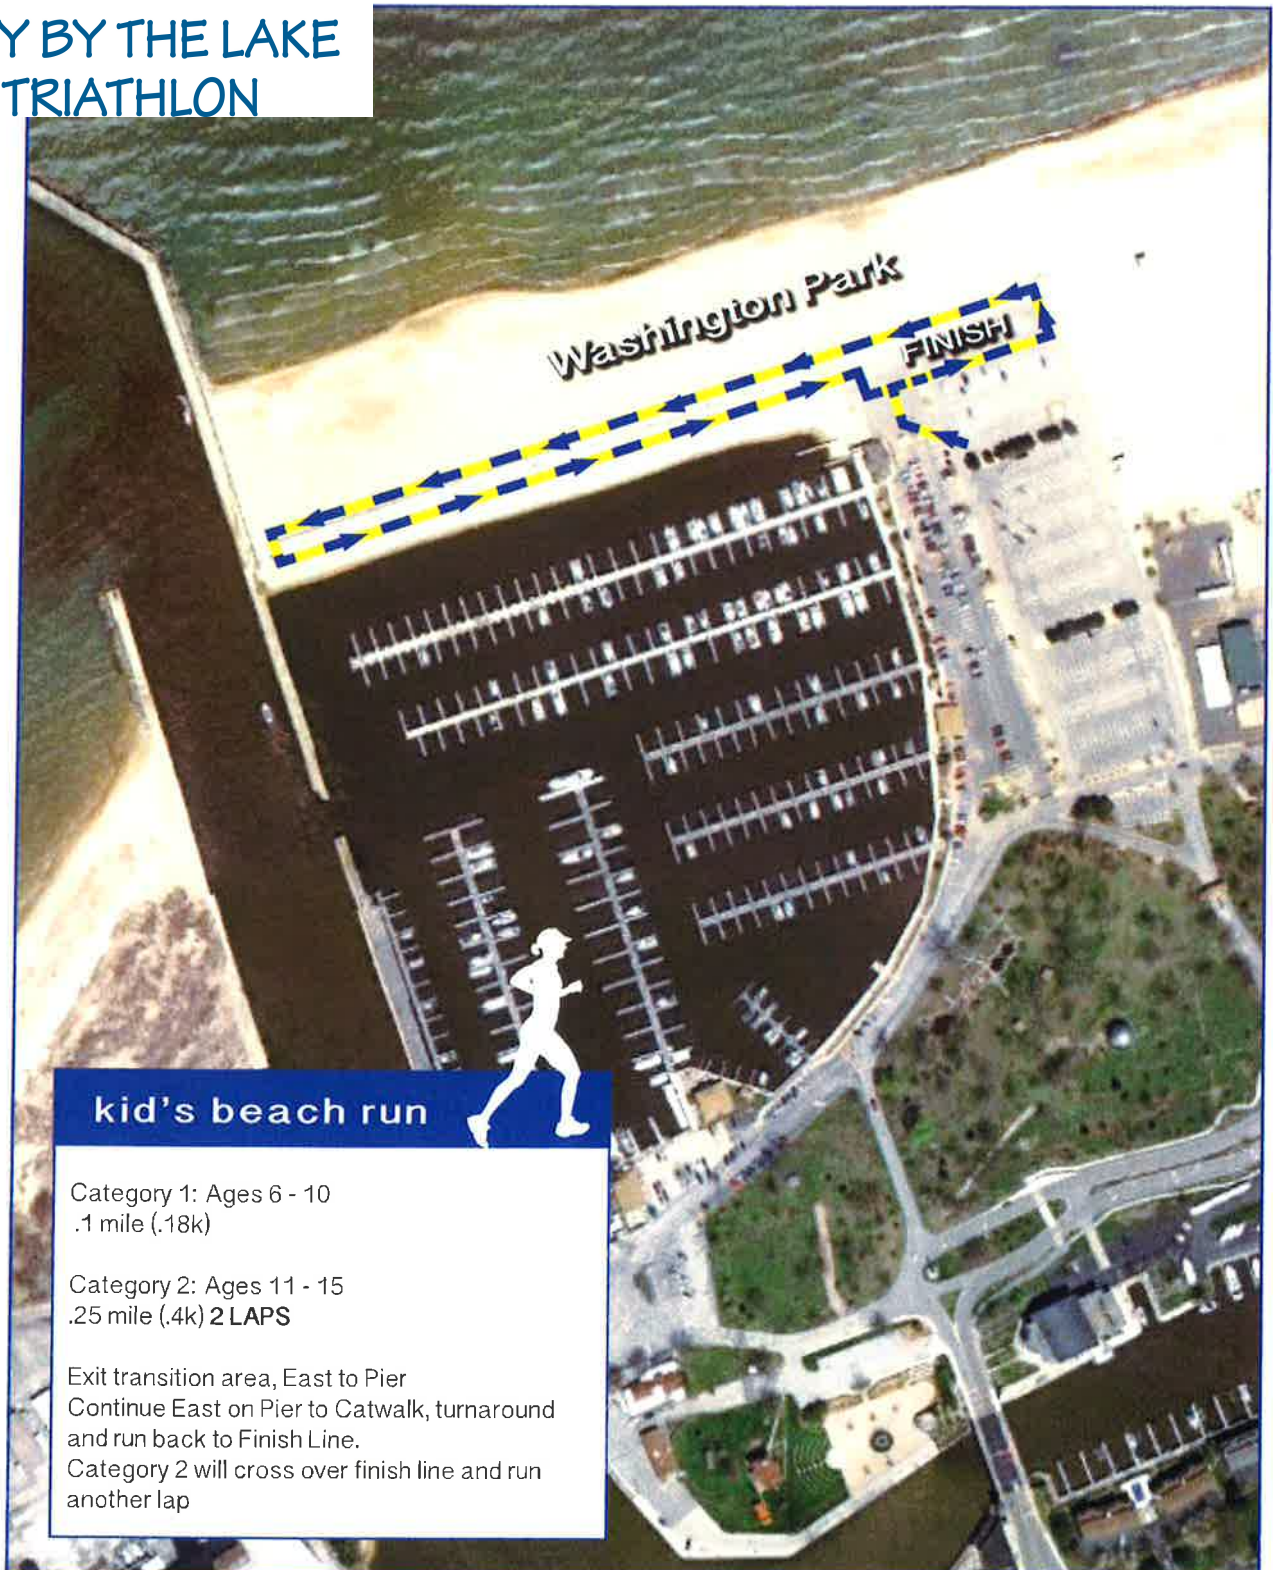 Y BY THE LAKE
TRIATHLON
Washington Park
FINISH
kid's beach run
Category 1: Ages 6 - 10
.1 mile (.18k)
Category 2: Ages 11 - 15
.25 mile (.4k) 2 LAPS
Exit transition area, East to Pier
Continue East on Pier to Catwalk, turnaround
and run back to Finish Line.
Category 2 will cross over finish line and run
another lap